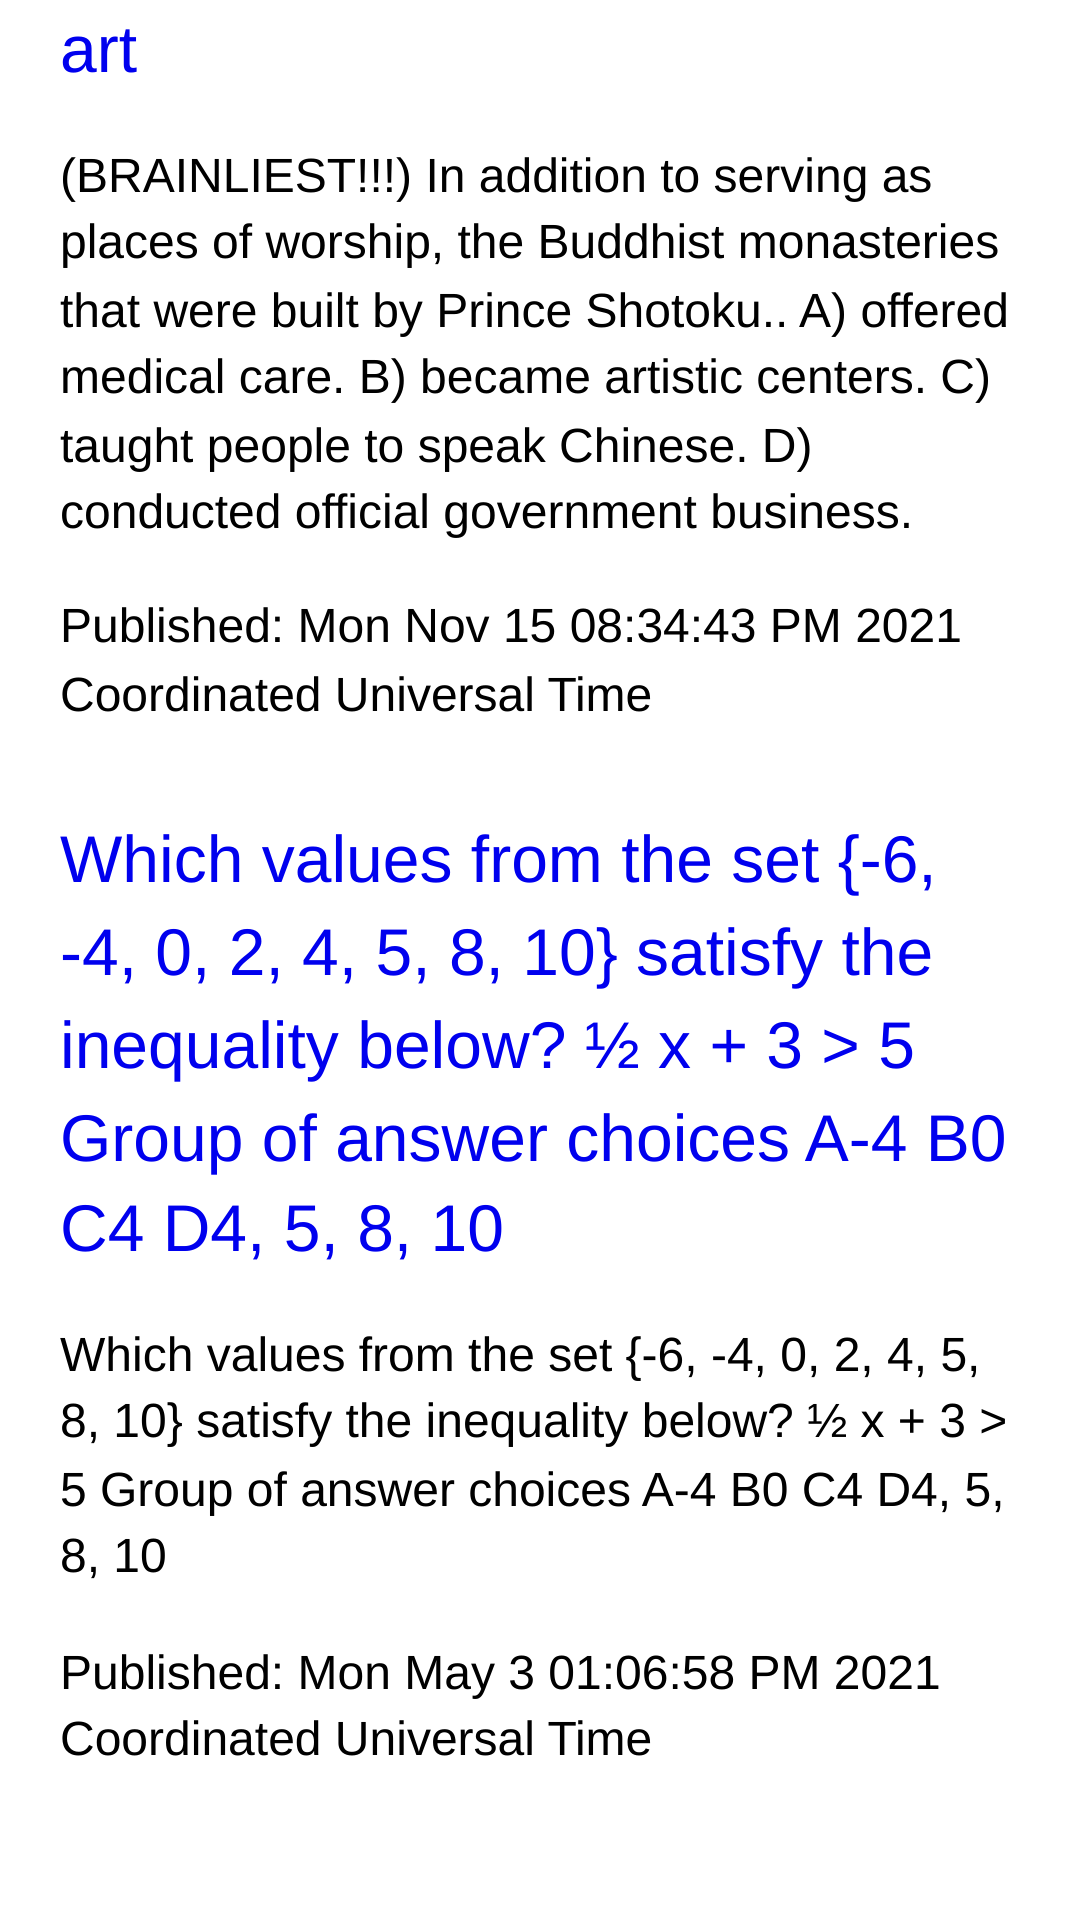 art
(BRAINLIEST!!!) In addition to serving as
places of worship, the Buddhist monasteries
that were built by Prince Shotoku.. A) offered
medical care. B) became artistic centers. C)
taught people to speak Chinese. D)
conducted official government business.
Published: Mon Nov 15 08:34:43 PM 2021
Coordinated Universal Time
Which values from the set {-6,
-4, 0, 2, 4, 5, 8, 10} satisfy the
inequality below? ½ x + 3 > 5
Group of answer choices A-4 B0
C4 D4, 5, 8, 10
Which values from the set {-6, -4, 0, 2, 4, 5,
8, 10} satisfy the inequality below? ½ x + 3 >
5 Group of answer choices A-4 B0 C4 D4, 5,
8, 10
Published: Mon May 3 01:06:58 PM 2021
Coordinated Universal Time